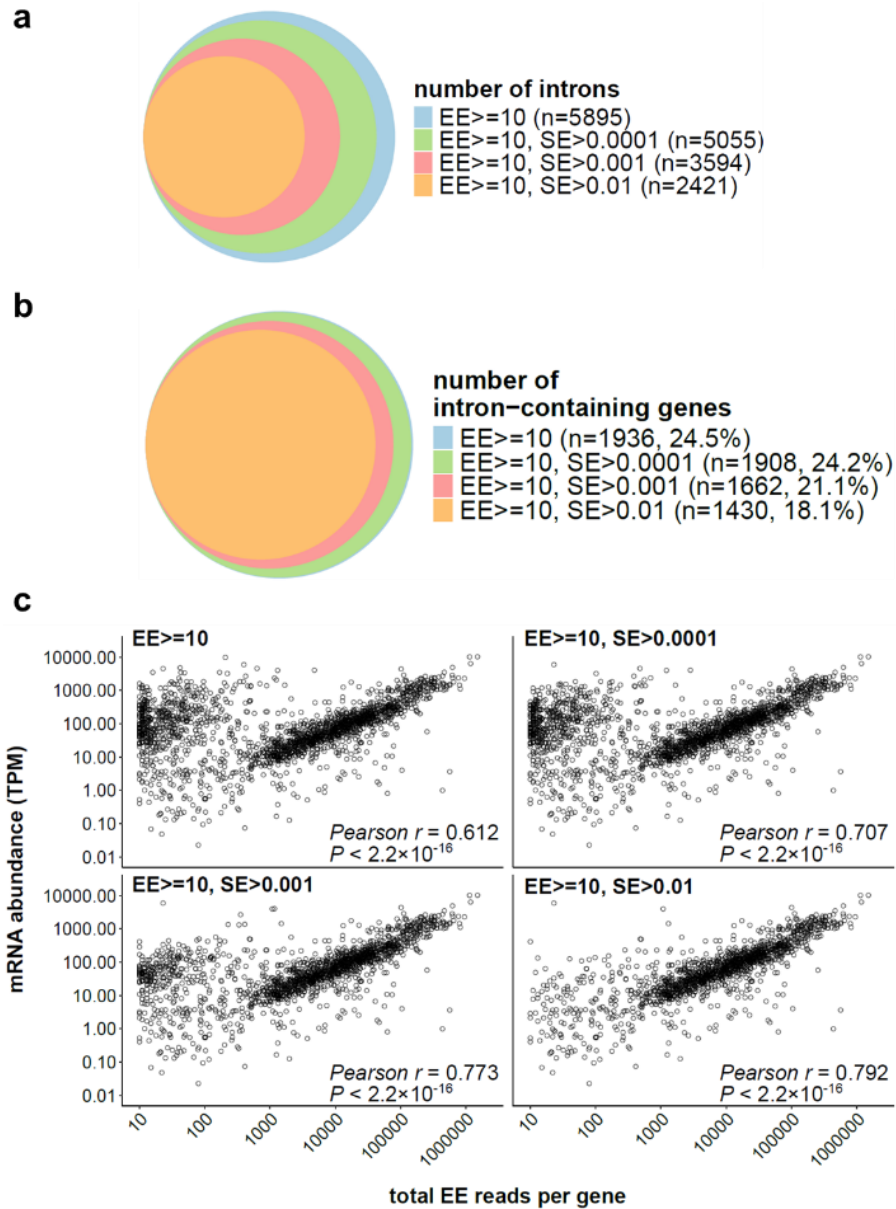 a
number of introns
EE>=10 (n=5895)
EE>=10, SE>0.0001 (n=5055)
EE>=10, SE>0.001 (n=3594)
EE>=10, SE>0.01 (n=2421)
b
number of
intron−containing genes
EE>=10 (n=1936, 24.5%)
EE>=10, SE>0.0001 (n=1908, 24.2%)
EE>=10, SE>0.001 (n=1662, 21.1%)
EE>=10, SE>0.01 (n=1430, 18.1%)
c
mRNA abundance (TPM)
EE>=10
10000.00
1000.00
100.00
10.00
1.00
0.10
0.01
Pearson r = 0.612
P < 2.2×10-16
EE>=10, SE>0.0001
Pearson r = 0.707
P < 2.2×10-16
EE>=10, SE>0.001
10000.00
1000.00
100.00
10.00
1.00
0.10
0.01
Pearson r = 0.773
P < 2.2×10-16
EE>=10, SE>0.01
Pearson r = 0.792
P < 2.2×10-16
10
100
1000
10000
100000
1000000
10
100
1000
10000
100000
1000000
total EE reads per gene